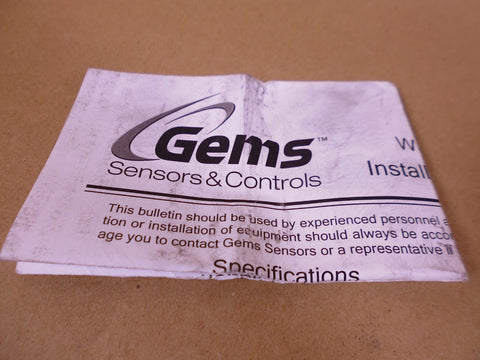 Gems™
Sensors & Controls
W
Install
This bulletin should be used by experienced personnel a
tion or installation of equipment should always be acco
age you to contact Gems Sensors or a representative if
Specifications